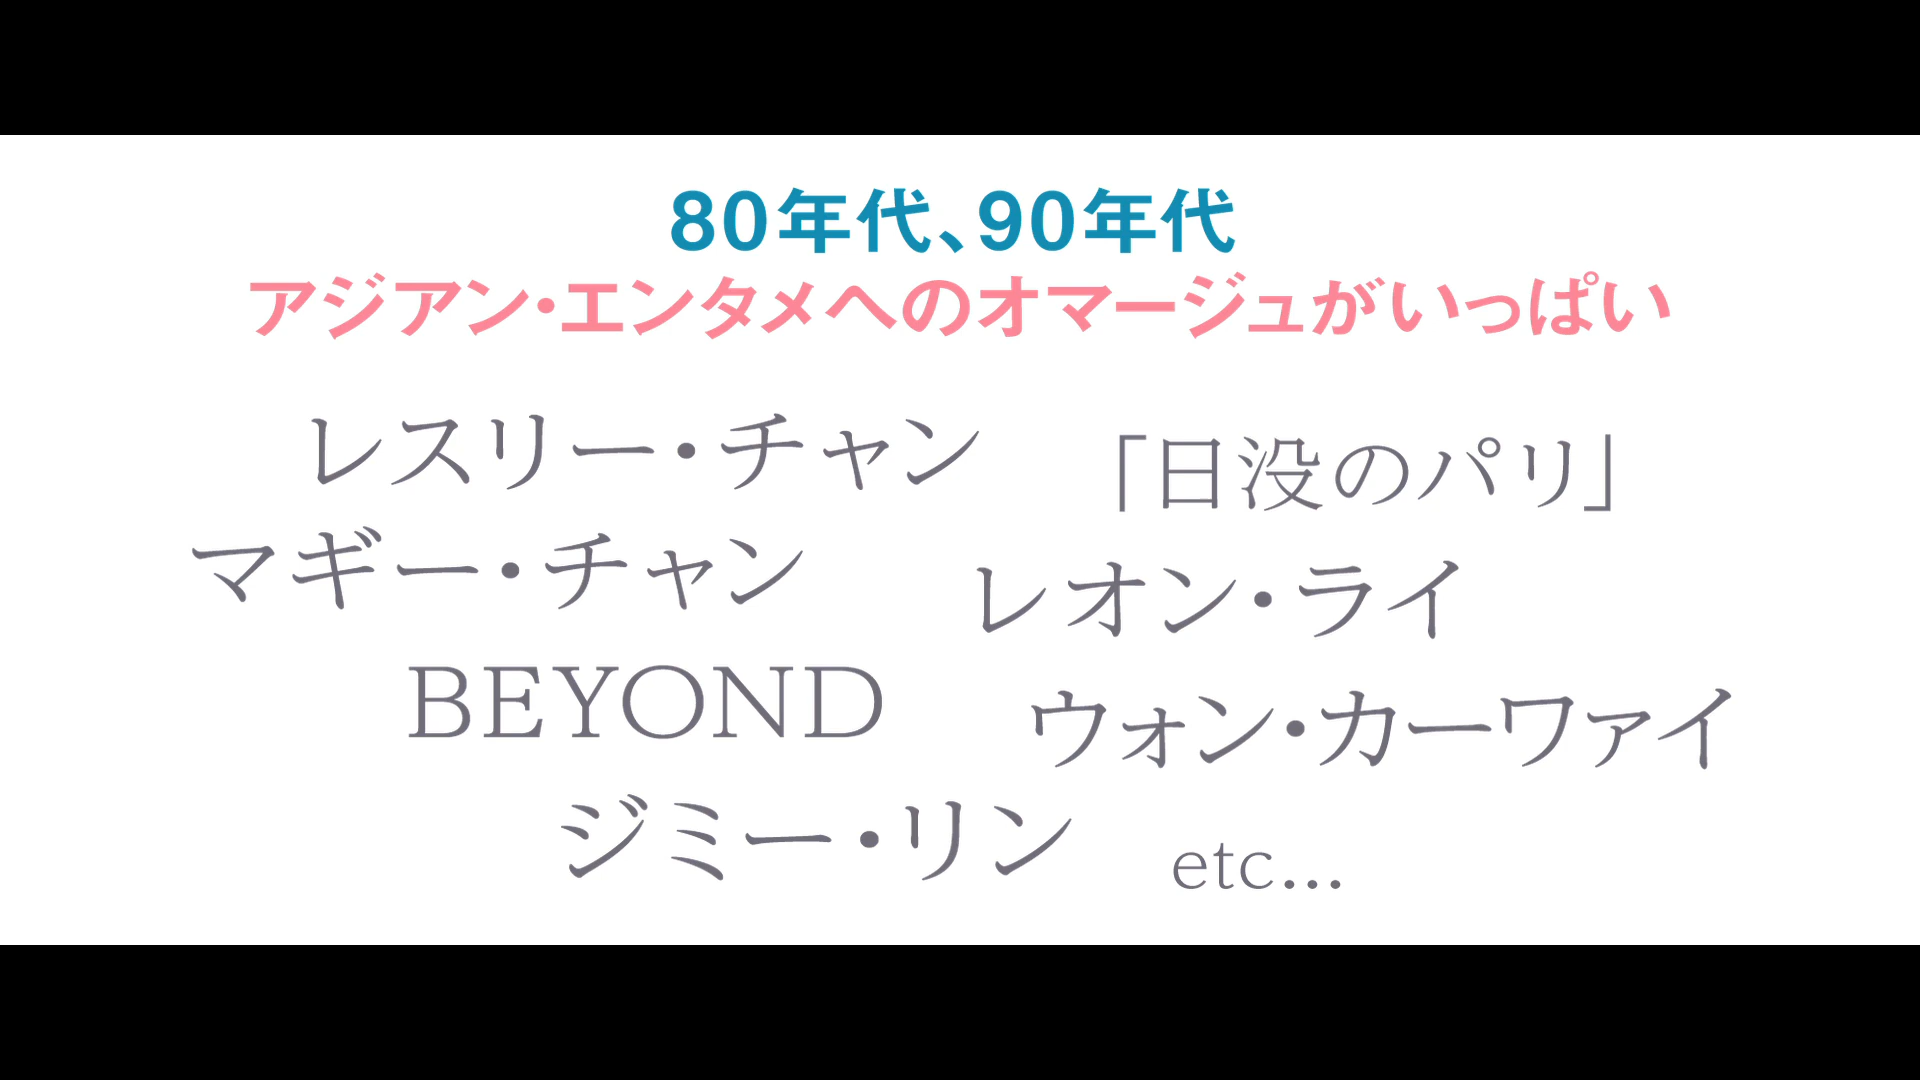 80年代、90年代
アジアン・エンタメへのオマージュがいっぱい
レスリー・チャン
「日没のパリ」
マギー・チャン
レオン・ライ
BEYOND
ウォン・カーワァイ
ジミー・リン
etc...